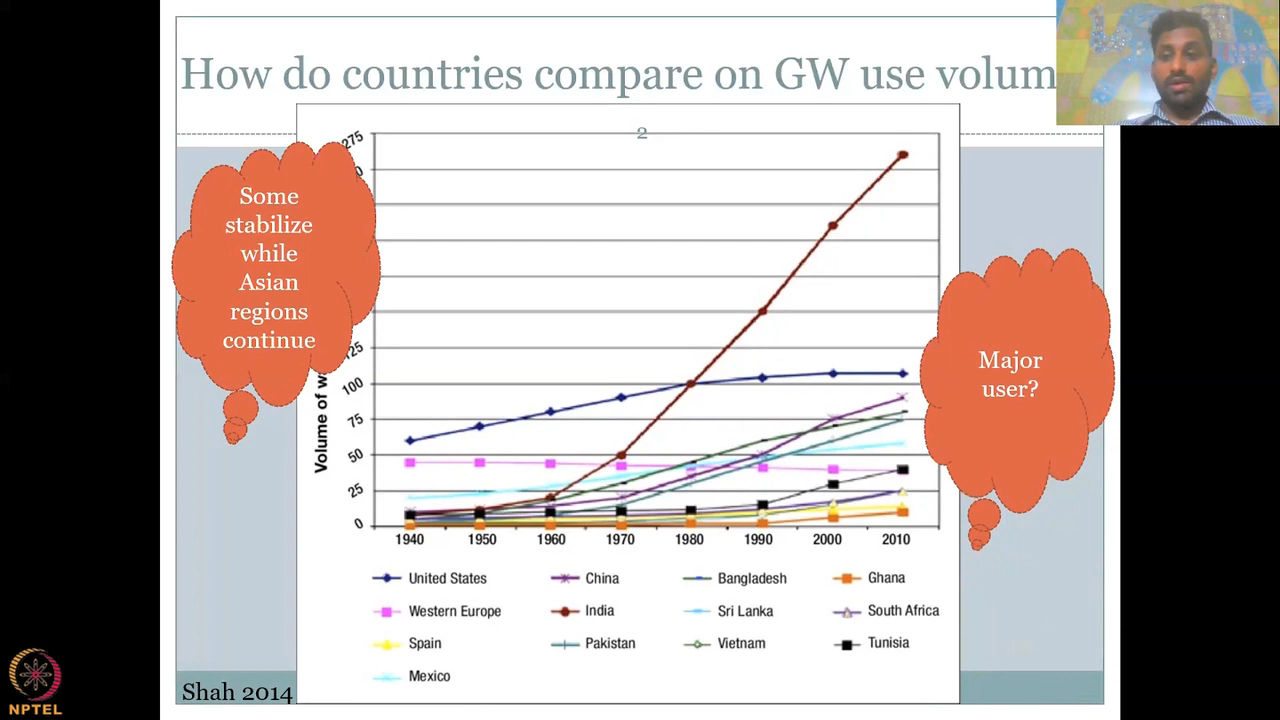 How do countries compare on GW use volum
2
Some
stabilize
while
Asian
regions
continue
Major
user?
Volume of w
275
0
125
100
75
50
25
0
1940 1950 1960 1970 1980 1990 2000 2010
United States China Bangladesh Ghana
Western Europe India Sri Lanka South Africa
Spain Pakistan Vietnam Tunisia
Mexico
Shah 2014
NPTEL